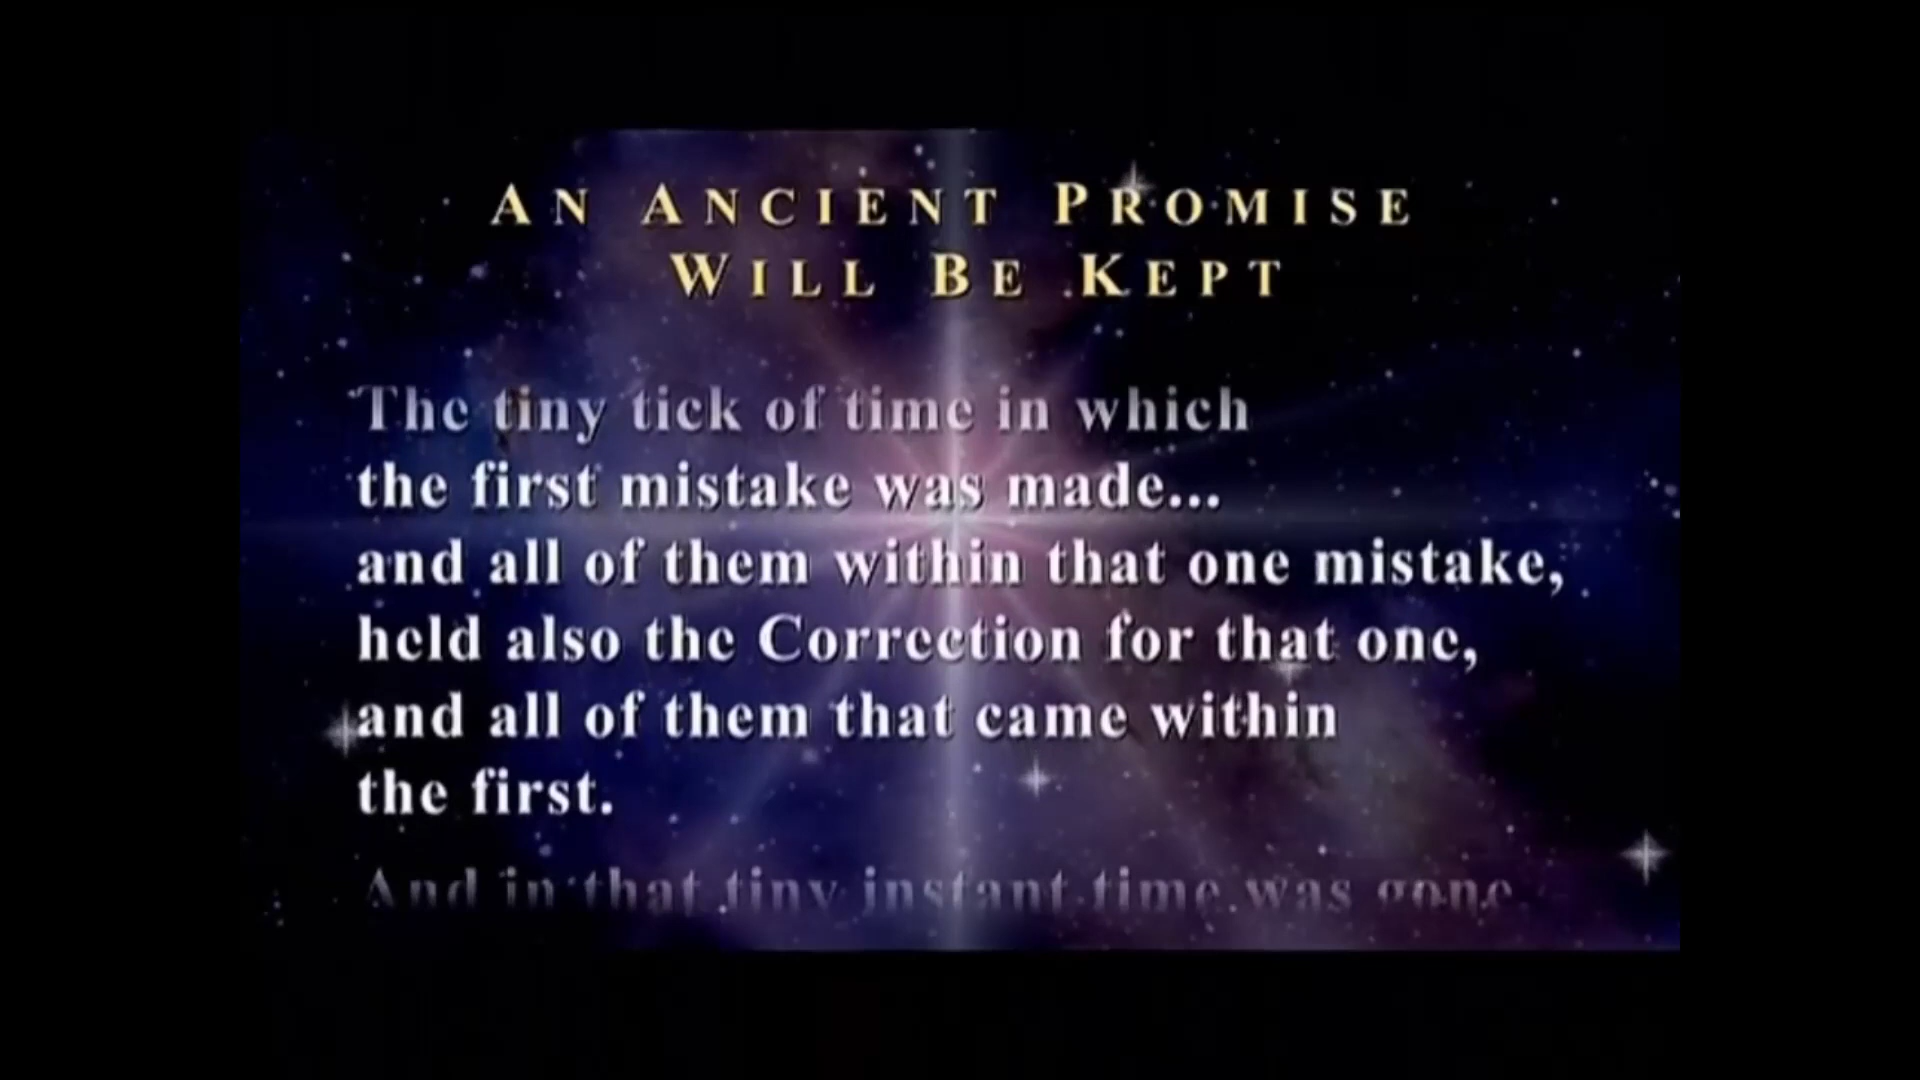 AN ANCIENT PROMISE
WILL BE KEPT
The tiny tick of time in which
the first mistake was made...
and all of them within that one mistake,
held also the Correction for that one,
and all of them that came within
the first.
And in that tiny instant time was gone